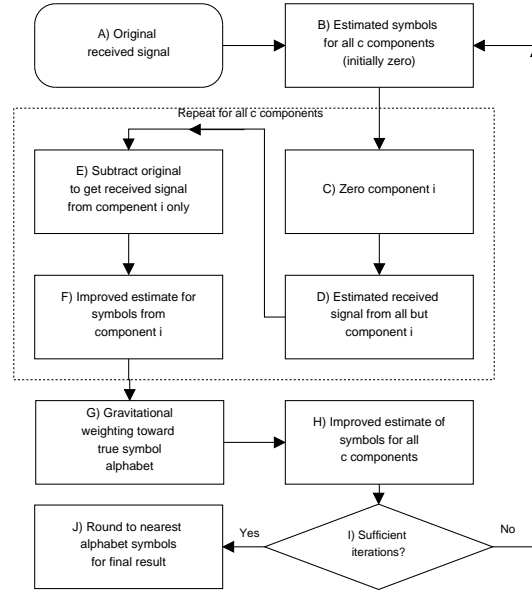 A) Original
received signal
B) Estimated symbols
for all c components
(initially zero)
Repeat for all c components
E) Subtract original
to get received signal
from compenent i only
C) Zero component i
F) Improved estimate for
symbols from
component i
D) Estimated received
signal from all but
component i
G) Gravitational
weighting toward
true symbol
alphabet
H) Improved estimate of
symbols for all
c components
J) Round to nearest
alphabet symbols
for final result
Yes
I) Sufficient
iterations?
No